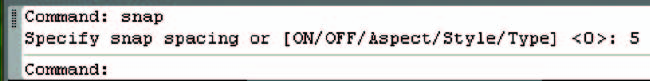 Command: snap
Specify snap spacing or [ON/OFF/Aspect/Style/Type] <0>: 5
Command: